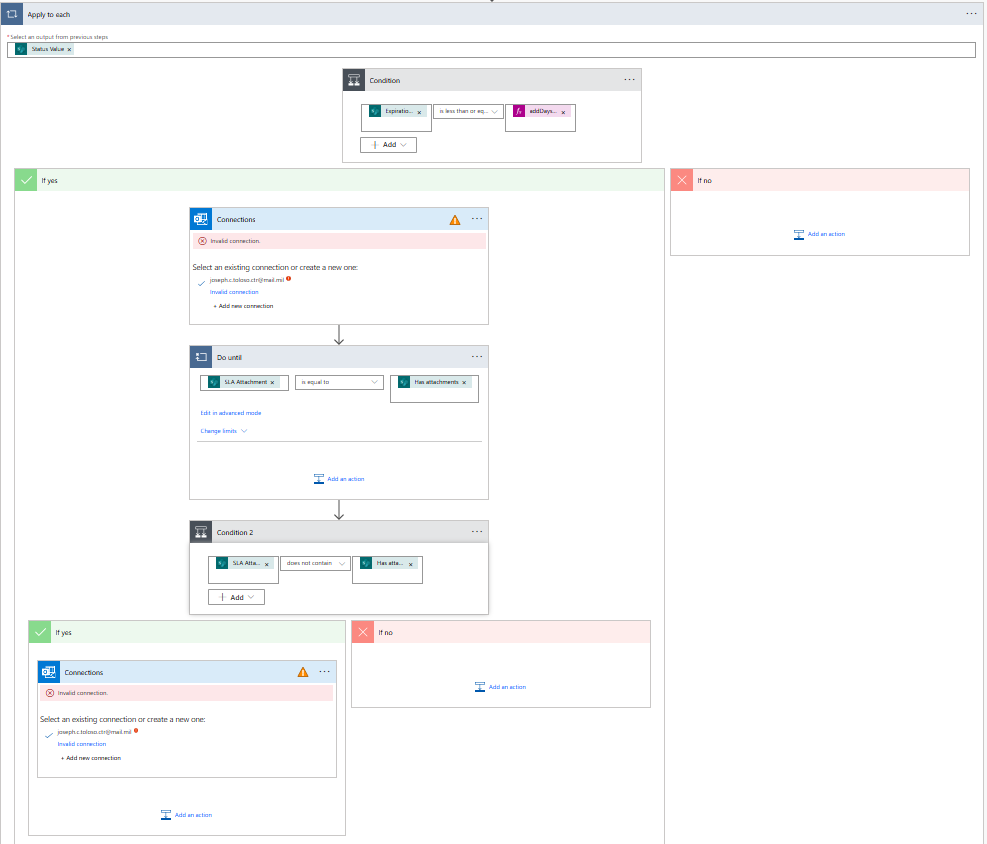 Apply to each
*Select an output from previous steps
Status Value ×
Condition
Expiratio... × is less than or eq... addDays... ×
+ Add
If yes
If no
Add an action
Connections
Invalid connection.
Select an existing connection or create a new one:
joseph.c.toloso.ctr@mail.mil
Invalid connection
+ Add new connection
Do until
SLA Attachment × is equal to Has attachments ×
Edit in advanced mode
Change limits
Add an action
Condition 2
SLA Atta... × does not contain Has atta... ×
+ Add
If yes
If no
Add an action
Connections
Invalid connection.
Select an existing connection or create a new one:
joseph.c.toloso.ctr@mail.mil
Invalid connection
+ Add new connection
Add an action